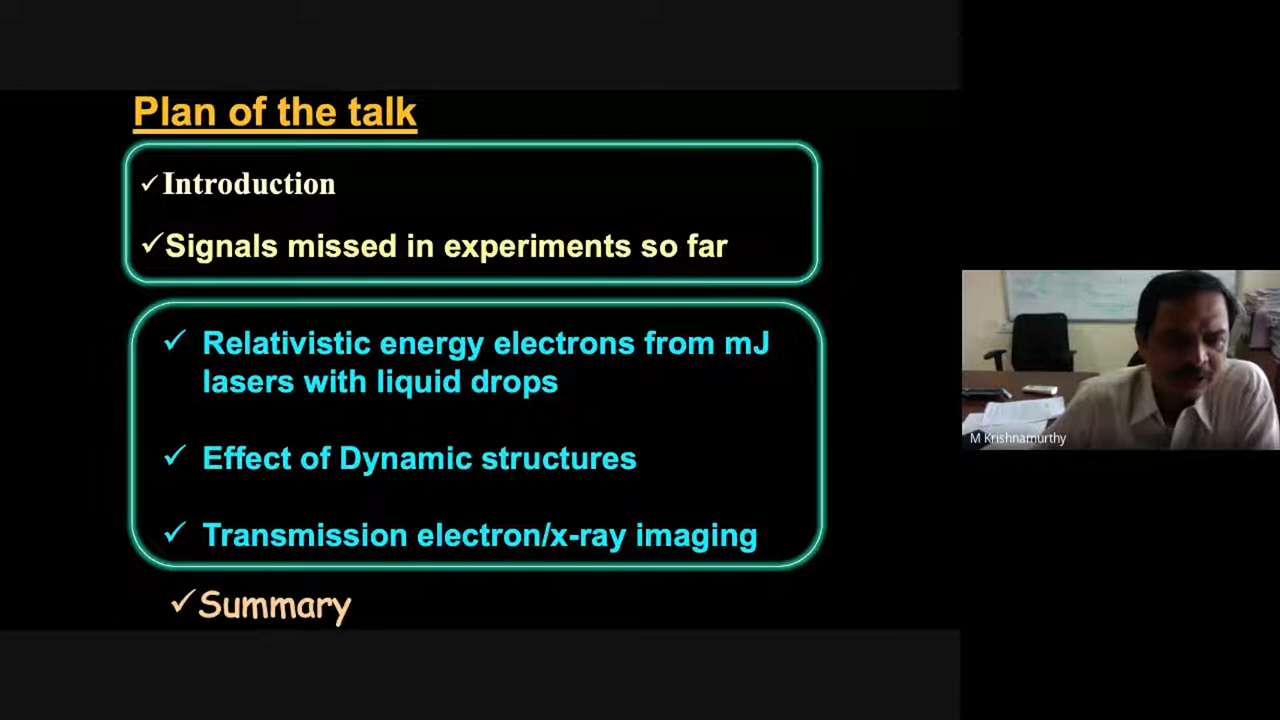 Plan of the talk
✓Introduction
✓Signals missed in experiments so far
✓ Relativistic energy electrons from mJ
lasers with liquid drops
✓ Effect of Dynamic structures
✓ Transmission electron/x-ray imaging
✓Summary
M Krishnamurthy